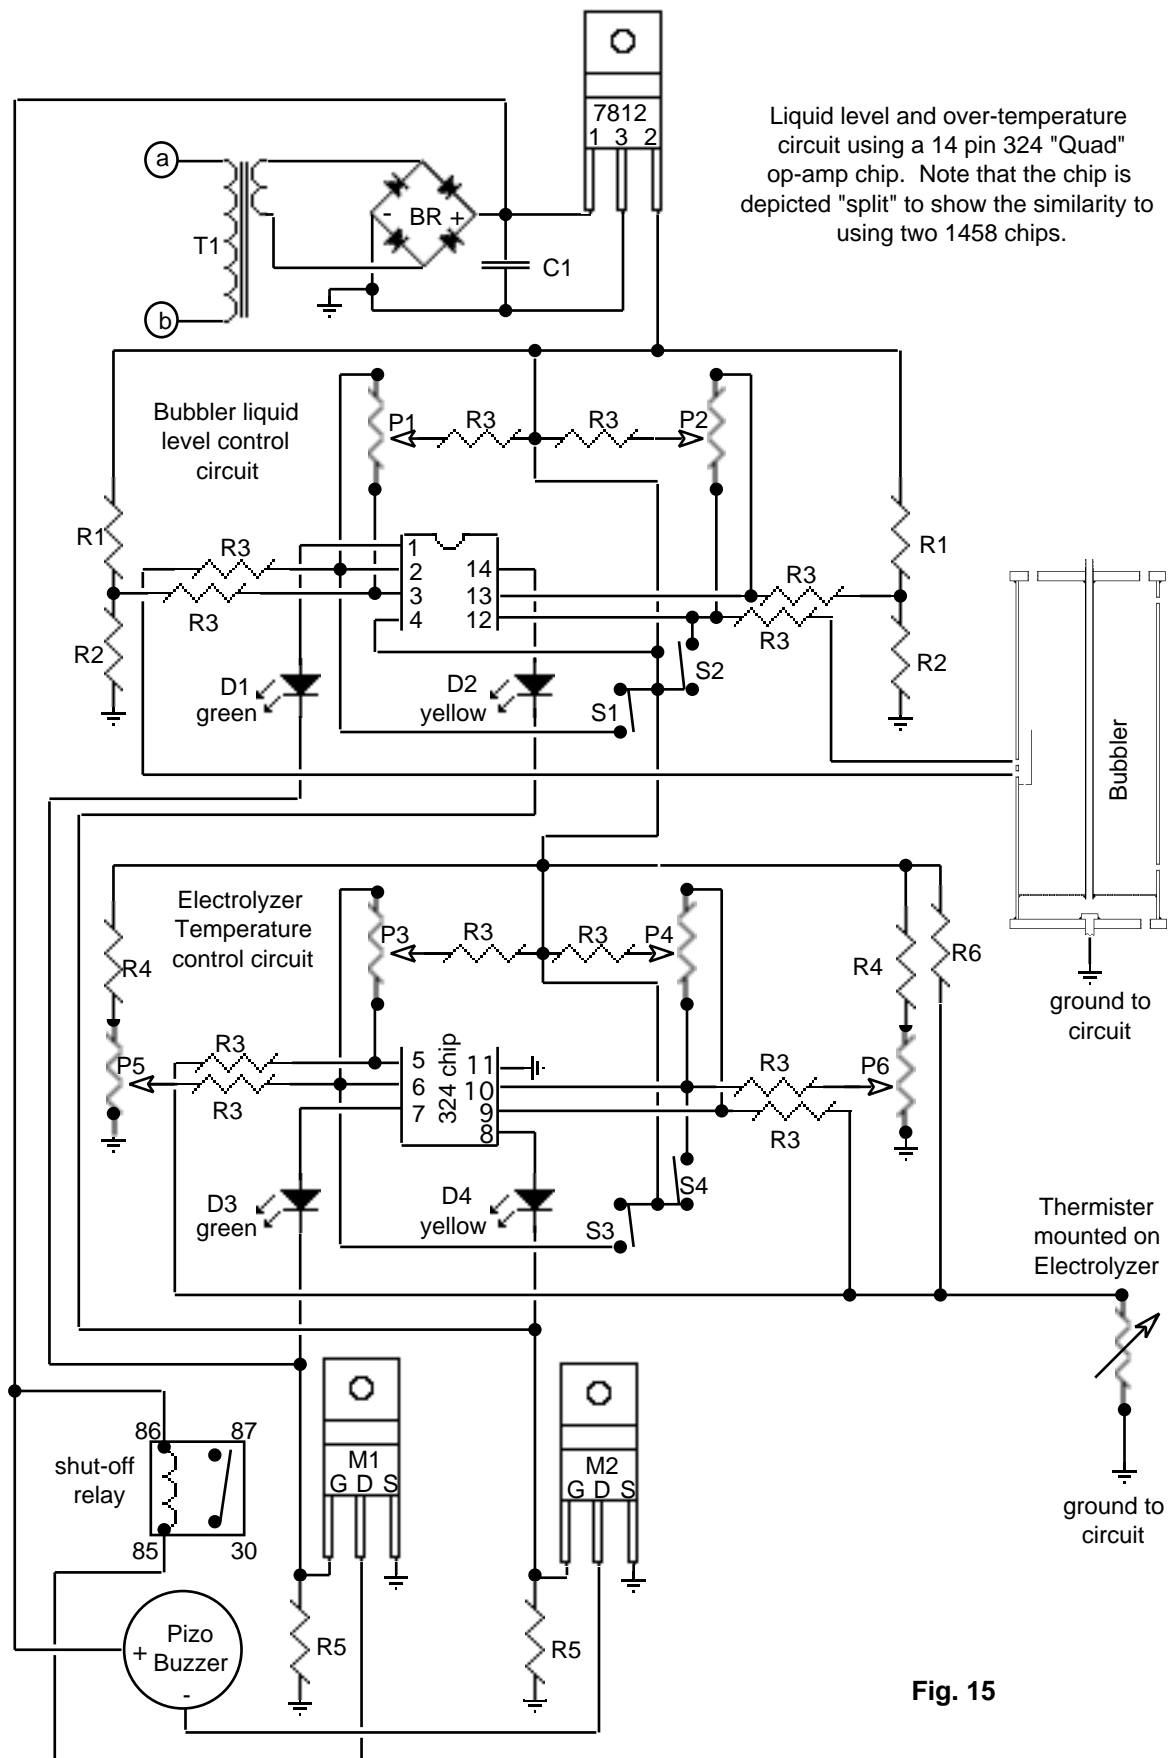 7812
1 3 2
Liquid level and over-temperature
circuit using a 14 pin 324 "Quad"
op-amp chip. Note that the chip is
depicted "split" to show the similarity to
using two 1458 chips.
a
T1
b
- BR +
C1
Bubbler liquid
level control
circuit
P1
R3
R3
P2
R1
R3
R3
R2
1
2
3
4
14
13
12
R3
R3
R1
R2
D1
green
D2
yellow
S1
S2
Bubbler
ground to
circuit
Electrolyzer
Temperature
control circuit
P3
R3
R3
P4
R4
R4
R6
P5
R3
R3
5
6
7
324 chip
11
10
9
8
R3
R3
P6
D3
green
D4
yellow
S3
S4
Thermister
mounted on
Electrolyzer
ground to
circuit
86
87
shut-off
relay
85
30
M1
G D S
M2
G D S
R5
R5
+ Pizo
Buzzer
-
Fig. 15